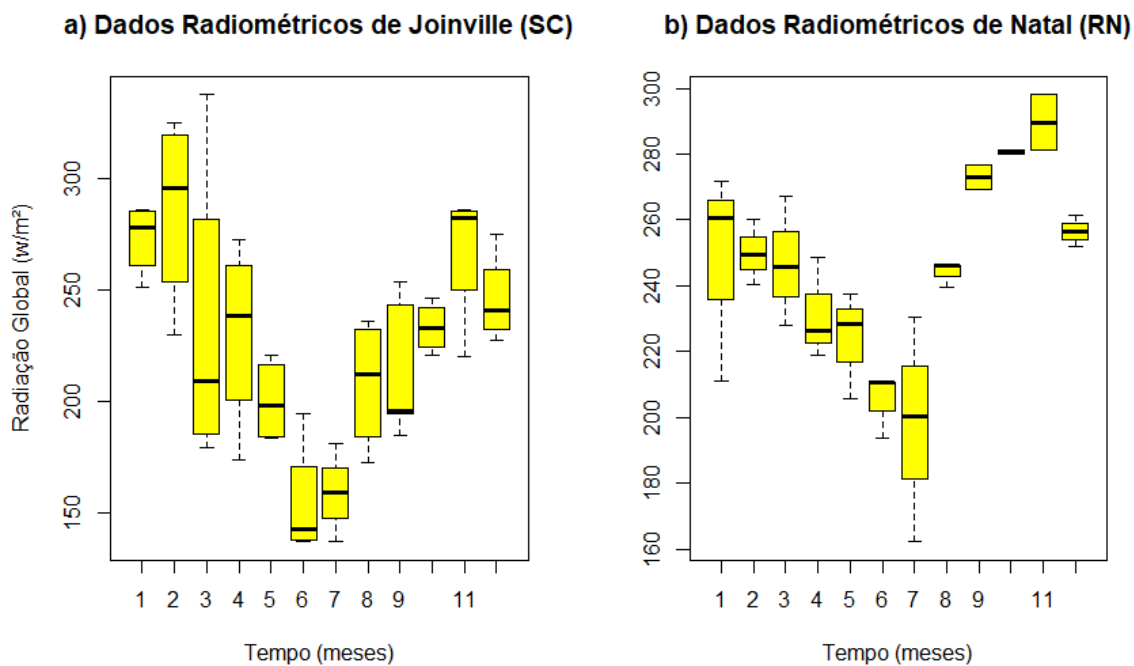 a) Dados Radiométricos de Joinville (SC)
Radiação Global (w/m²)
300
250
200
150
1 2 3 4 5 6 7 8 9 11
Tempo (meses)
b) Dados Radiométricos de Natal (RN)
300
280
260
240
220
200
180
160
1 2 3 4 5 6 7 8 9 11
Tempo (meses)